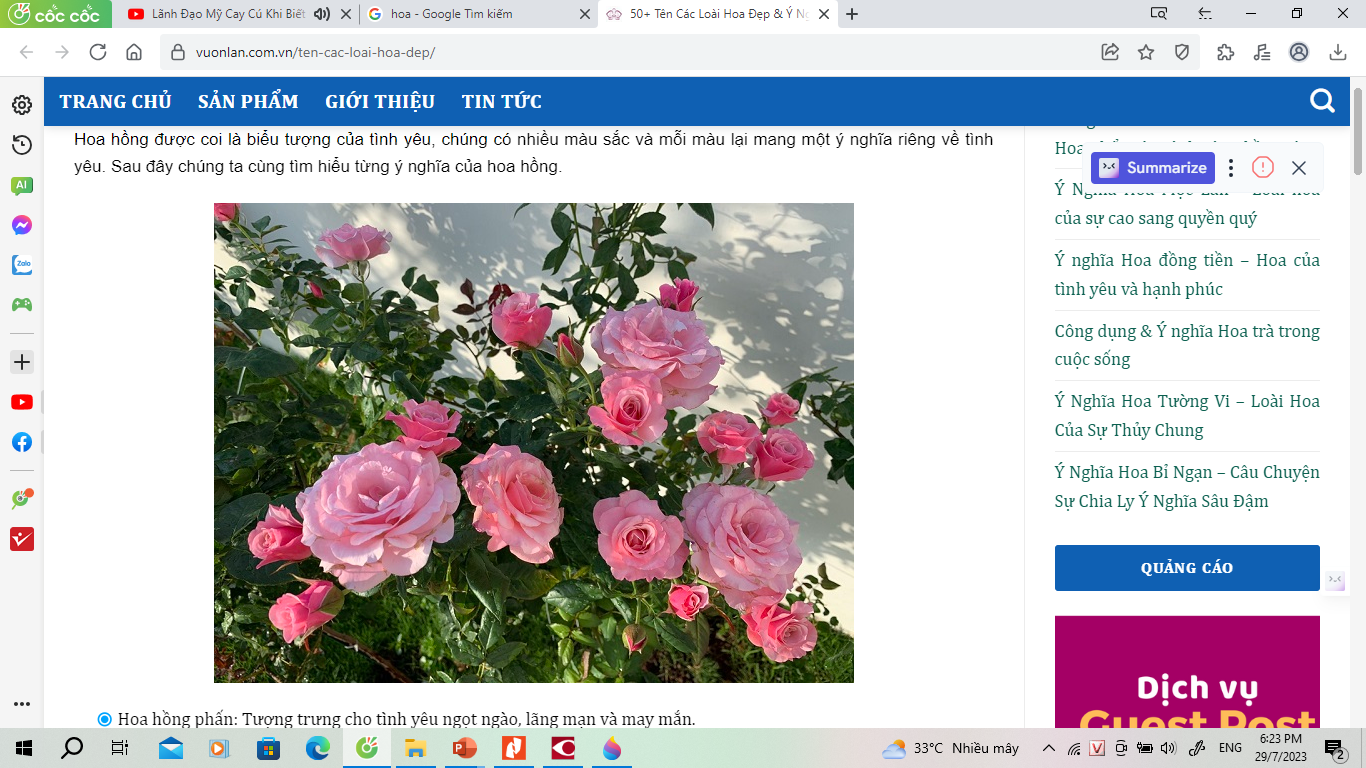 cốc cốc
Lãnh Đạo Mỹ Cay Cú Khi Biết
hoa - Google Tìm kiếm
50+ Tên Các Loài Hoa Đẹp & Ý N
vuonlan.com.vn/ten-cac-loai-hoa-dep/
TRANG CHỦ SẢN PHẨM GIỚI THIỆU TIN TỨC
Hoa hồng được coi là biểu tượng của tình yêu, chúng có nhiều màu sắc và mỗi màu lại mang một ý nghĩa riêng về tình
yêu. Sau đây chúng ta cùng tìm hiểu từng ý nghĩa của hoa hồng.
Hoa hồng phấn: Tượng trưng cho tình yêu ngọt ngào, lãng mạn và may mắn.
Summarize
của sự cao sang quyền quý
Ý nghĩa Hoa đồng tiền – Hoa của
tình yêu và hạnh phúc
Công dụng & Ý nghĩa Hoa trà trong
cuộc sống
Ý Nghĩa Hoa Tường Vi – Loài Hoa
Của Sự Thủy Chung
Ý Nghĩa Hoa Bỉ Ngạn – Câu Chuyện
Sự Chia Ly Ý Nghĩa Sâu Đậm
QUẢNG CÁO
Dịch vụ
Guest Post
AI
Zalo
33°C Nhiều mây
ENG
6:23 PM
29/7/2023
2